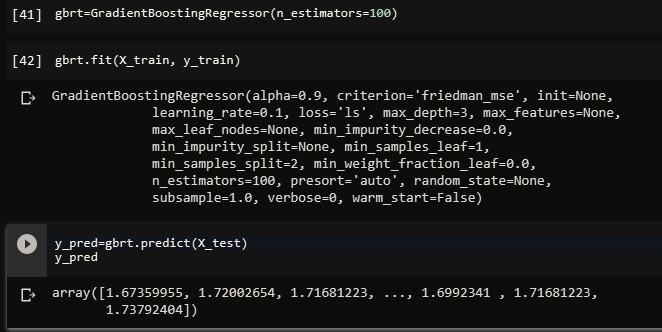 [41] gbrt=GradientBoostingRegressor(n_estimators=100)
[42] gbrt.fit(X_train, y_train)
GradientBoostingRegressor(alpha=0.9, criterion='friedman_mse', init=None,
learning_rate=0.1, loss='ls', max_depth=3, max_features=None,
max_leaf_nodes=None, min_impurity_decrease=0.0,
min_impurity_split=None, min_samples_leaf=1,
min_samples_split=2, min_weight_fraction_leaf=0.0,
n_estimators=100, presort='auto', random_state=None,
subsample=1.0, verbose=0, warm_start=False)
y_pred=gbrt.predict(X_test)
y_pred
array([1.67359955, 1.72002654, 1.71681223, ..., 1.6992341 , 1.71681223,
1.73792404])